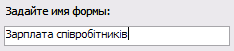 Задайте имя формы:
Зарплата співробітників